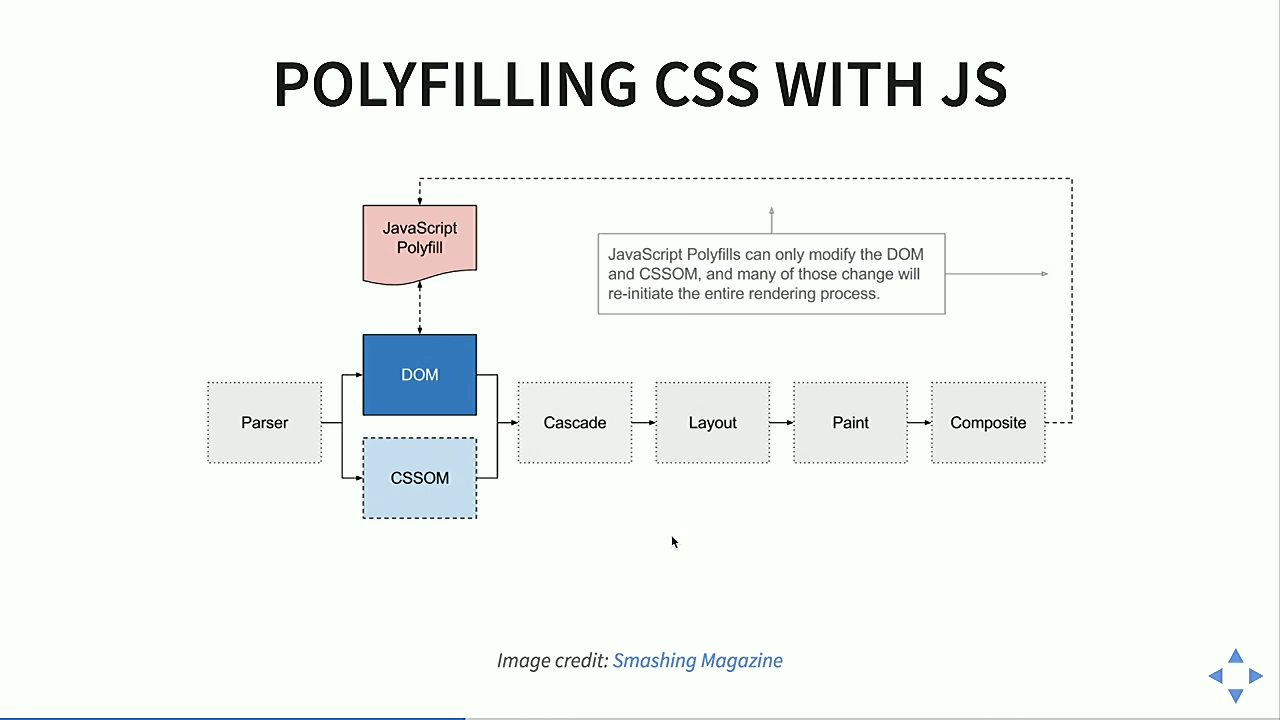 POLYFILLING CSS WITH JS
JavaScript
Polyfill
JavaScript Polyfills can only modify the DOM
and CSSOM, and many of those change will
re-initiate the entire rendering process.
DOM
Parser
Cascade
Layout
Paint
Composite
CSSOM
Image credit: Smashing Magazine